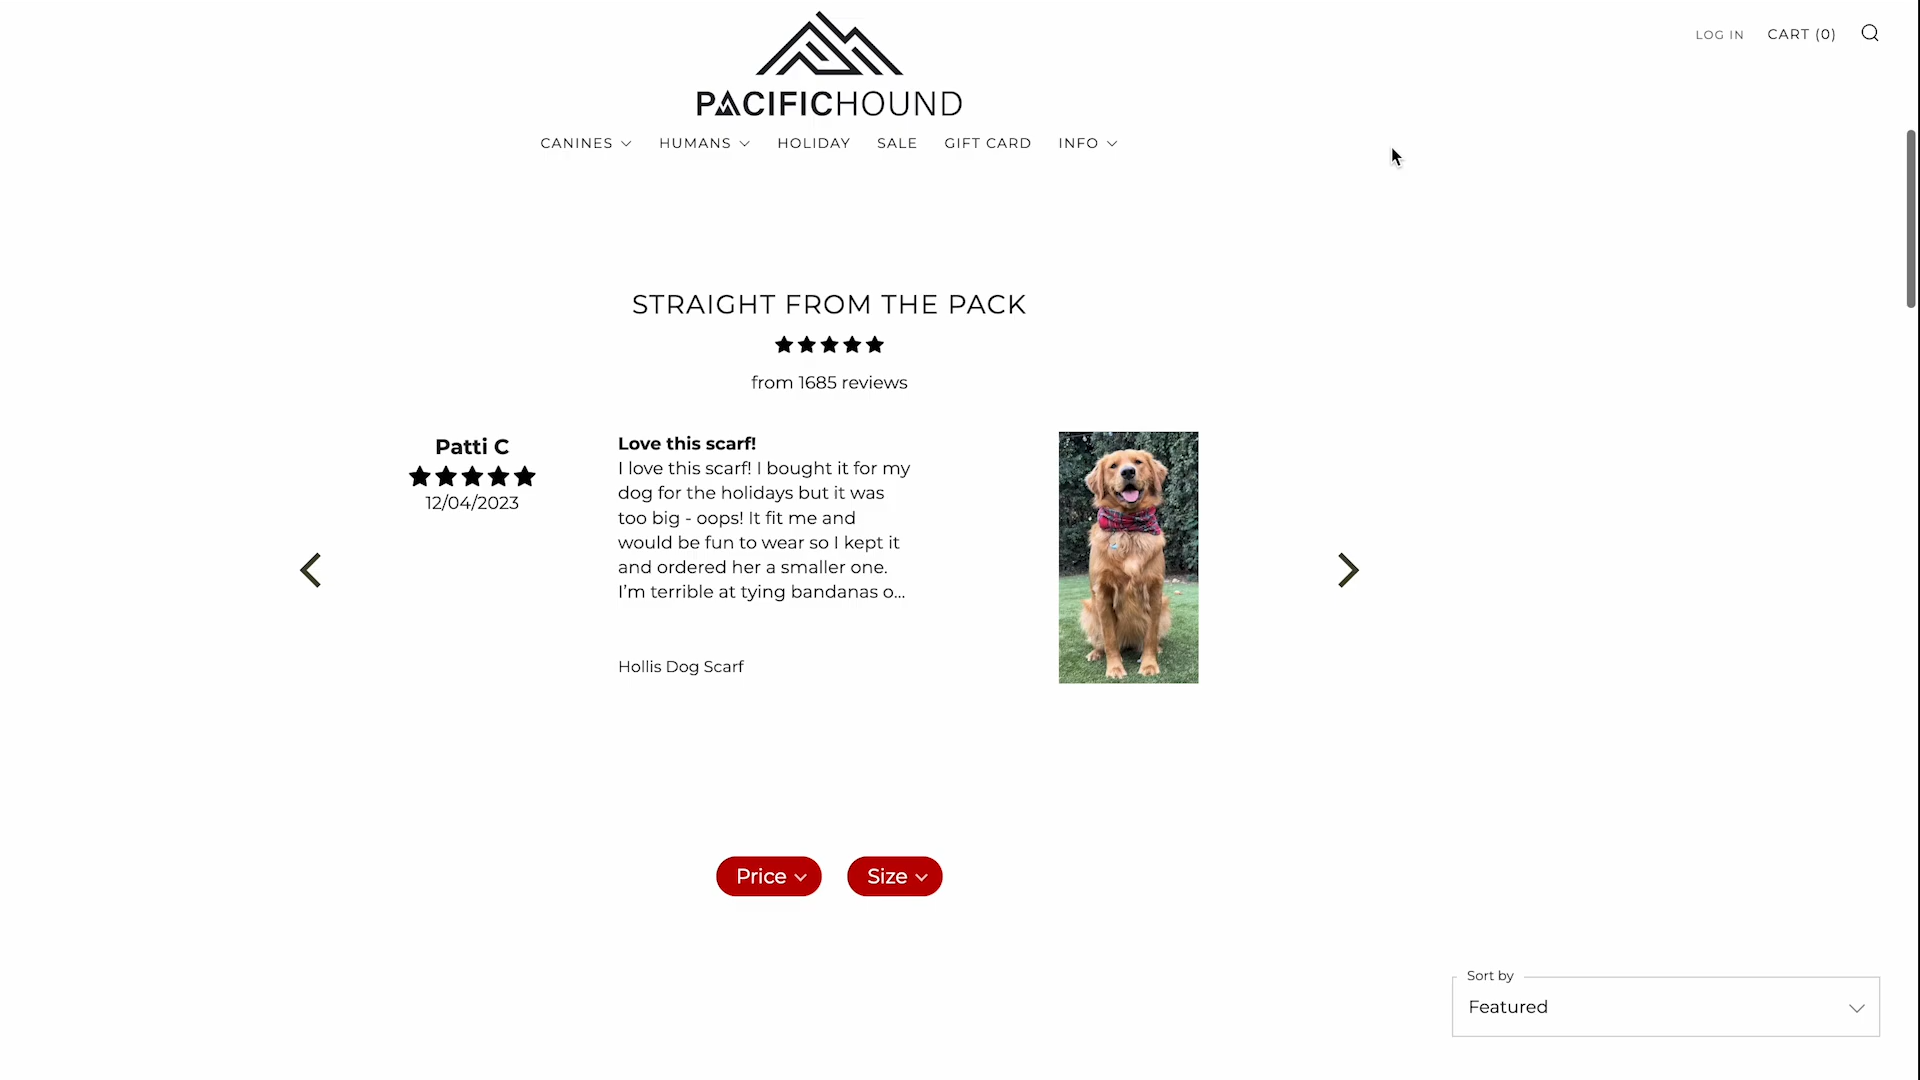 LOG IN
CART (0)
PACIFICHOUND
CANINES
HUMANS
HOLIDAY
SALE
GIFT CARD
INFO
STRAIGHT FROM THE PACK
from 1685 reviews
Patti C
12/04/2023
Love this scarf!
I love this scarf! I bought it for my
dog for the holidays but it was
too big - oops! It fit me and
would be fun to wear so I kept it
and ordered her a smaller one.
I’m terrible at tying bandanas o...
Hollis Dog Scarf
Price
Size
Sort by
Featured